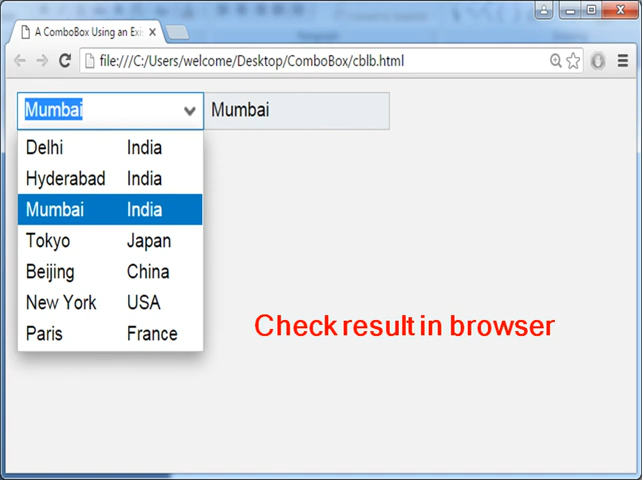 A ComboBox Using an Exi
file:///C:/Users/welcome/Desktop/ComboBox/cblb.html
Mumbai Mumbai
Delhi India
Hyderabad India
Mumbai India
Tokyo Japan
Beijing China
New York USA
Paris France
Check result in browser